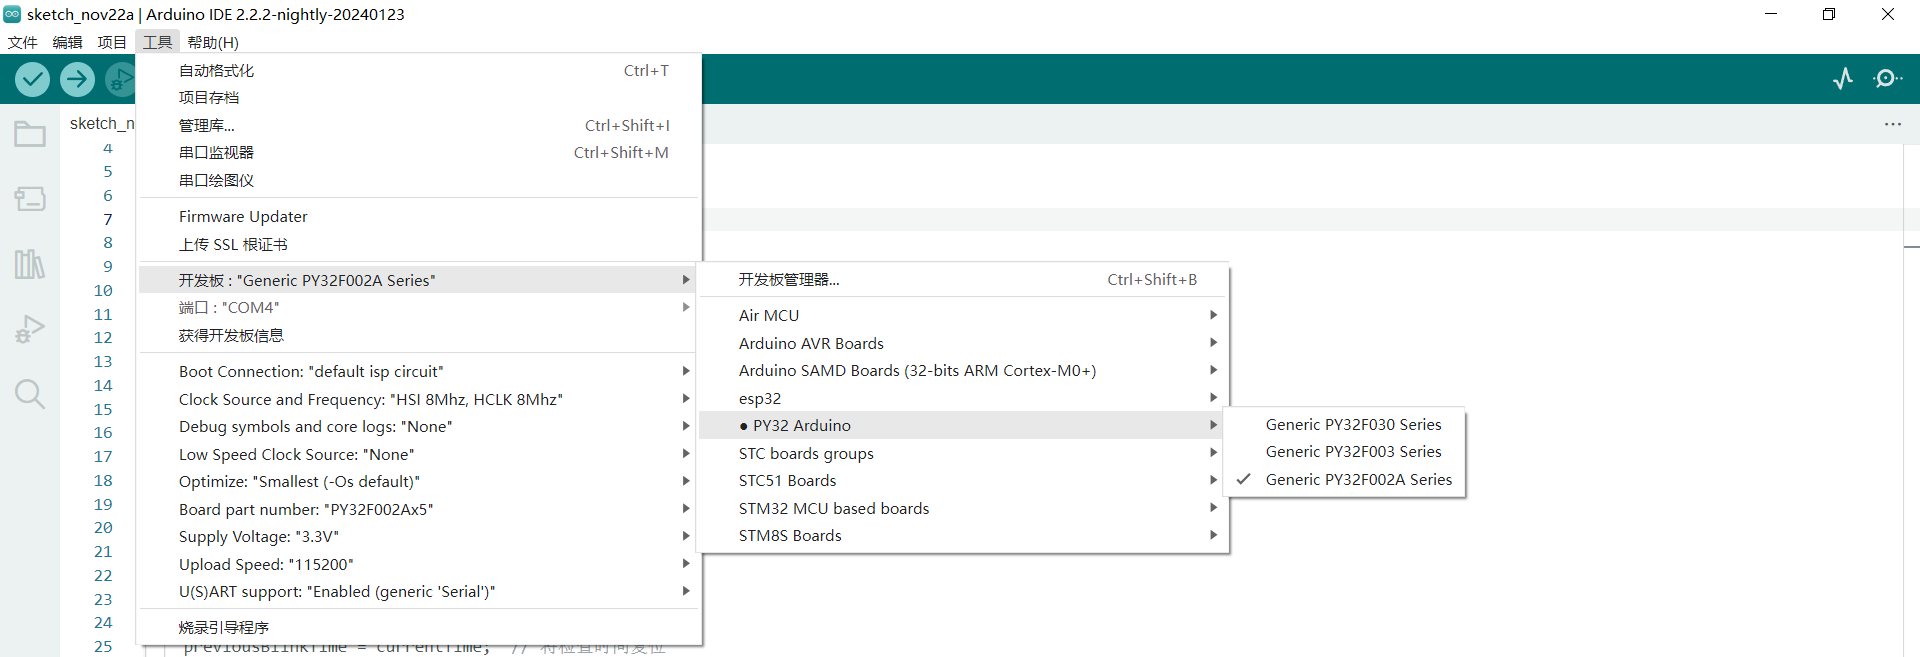 sketch_nov22a | Arduino IDE 2.2.2-nightly-20240123
文件 编辑 项目 工具 帮助(H)
自动格式化 Ctrl+T
项目存档
管理库... Ctrl+Shift+I
串口监视器 Ctrl+Shift+M
串口绘图仪
Firmware Updater
上传 SSL 根证书
开发板 : "Generic PY32F002A Series"
端口 : "COM4"
获得开发板信息
Boot Connection: "default isp circuit"
Clock Source and Frequency: "HSI 8Mhz, HCLK 8Mhz"
Debug symbols and core logs: "None"
Low Speed Clock Source: "None"
Optimize: "Smallest (-Os default)"
Board part number: "PY32F002Ax5"
Supply Voltage: "3.3V"
Upload Speed: "115200"
U(S)ART support: "Enabled (generic 'Serial')"
烧录引导程序
开发板管理器... Ctrl+Shift+B
Air MCU
Arduino AVR Boards
Arduino SAMD Boards (32-bits ARM Cortex-M0+)
esp32
● PY32 Arduino
STC boards groups
STC51 Boards
STM32 MCU based boards
STM8S Boards
Generic PY32F030 Series
Generic PY32F003 Series
✓ Generic PY32F002A Series
sketch_n
4
5
6
7
8
9
10
11
12
13
14
15
16
17
18
19
20
21
22
23
24
25 previousBlinkTime = currentTime; // 将检查时间复位